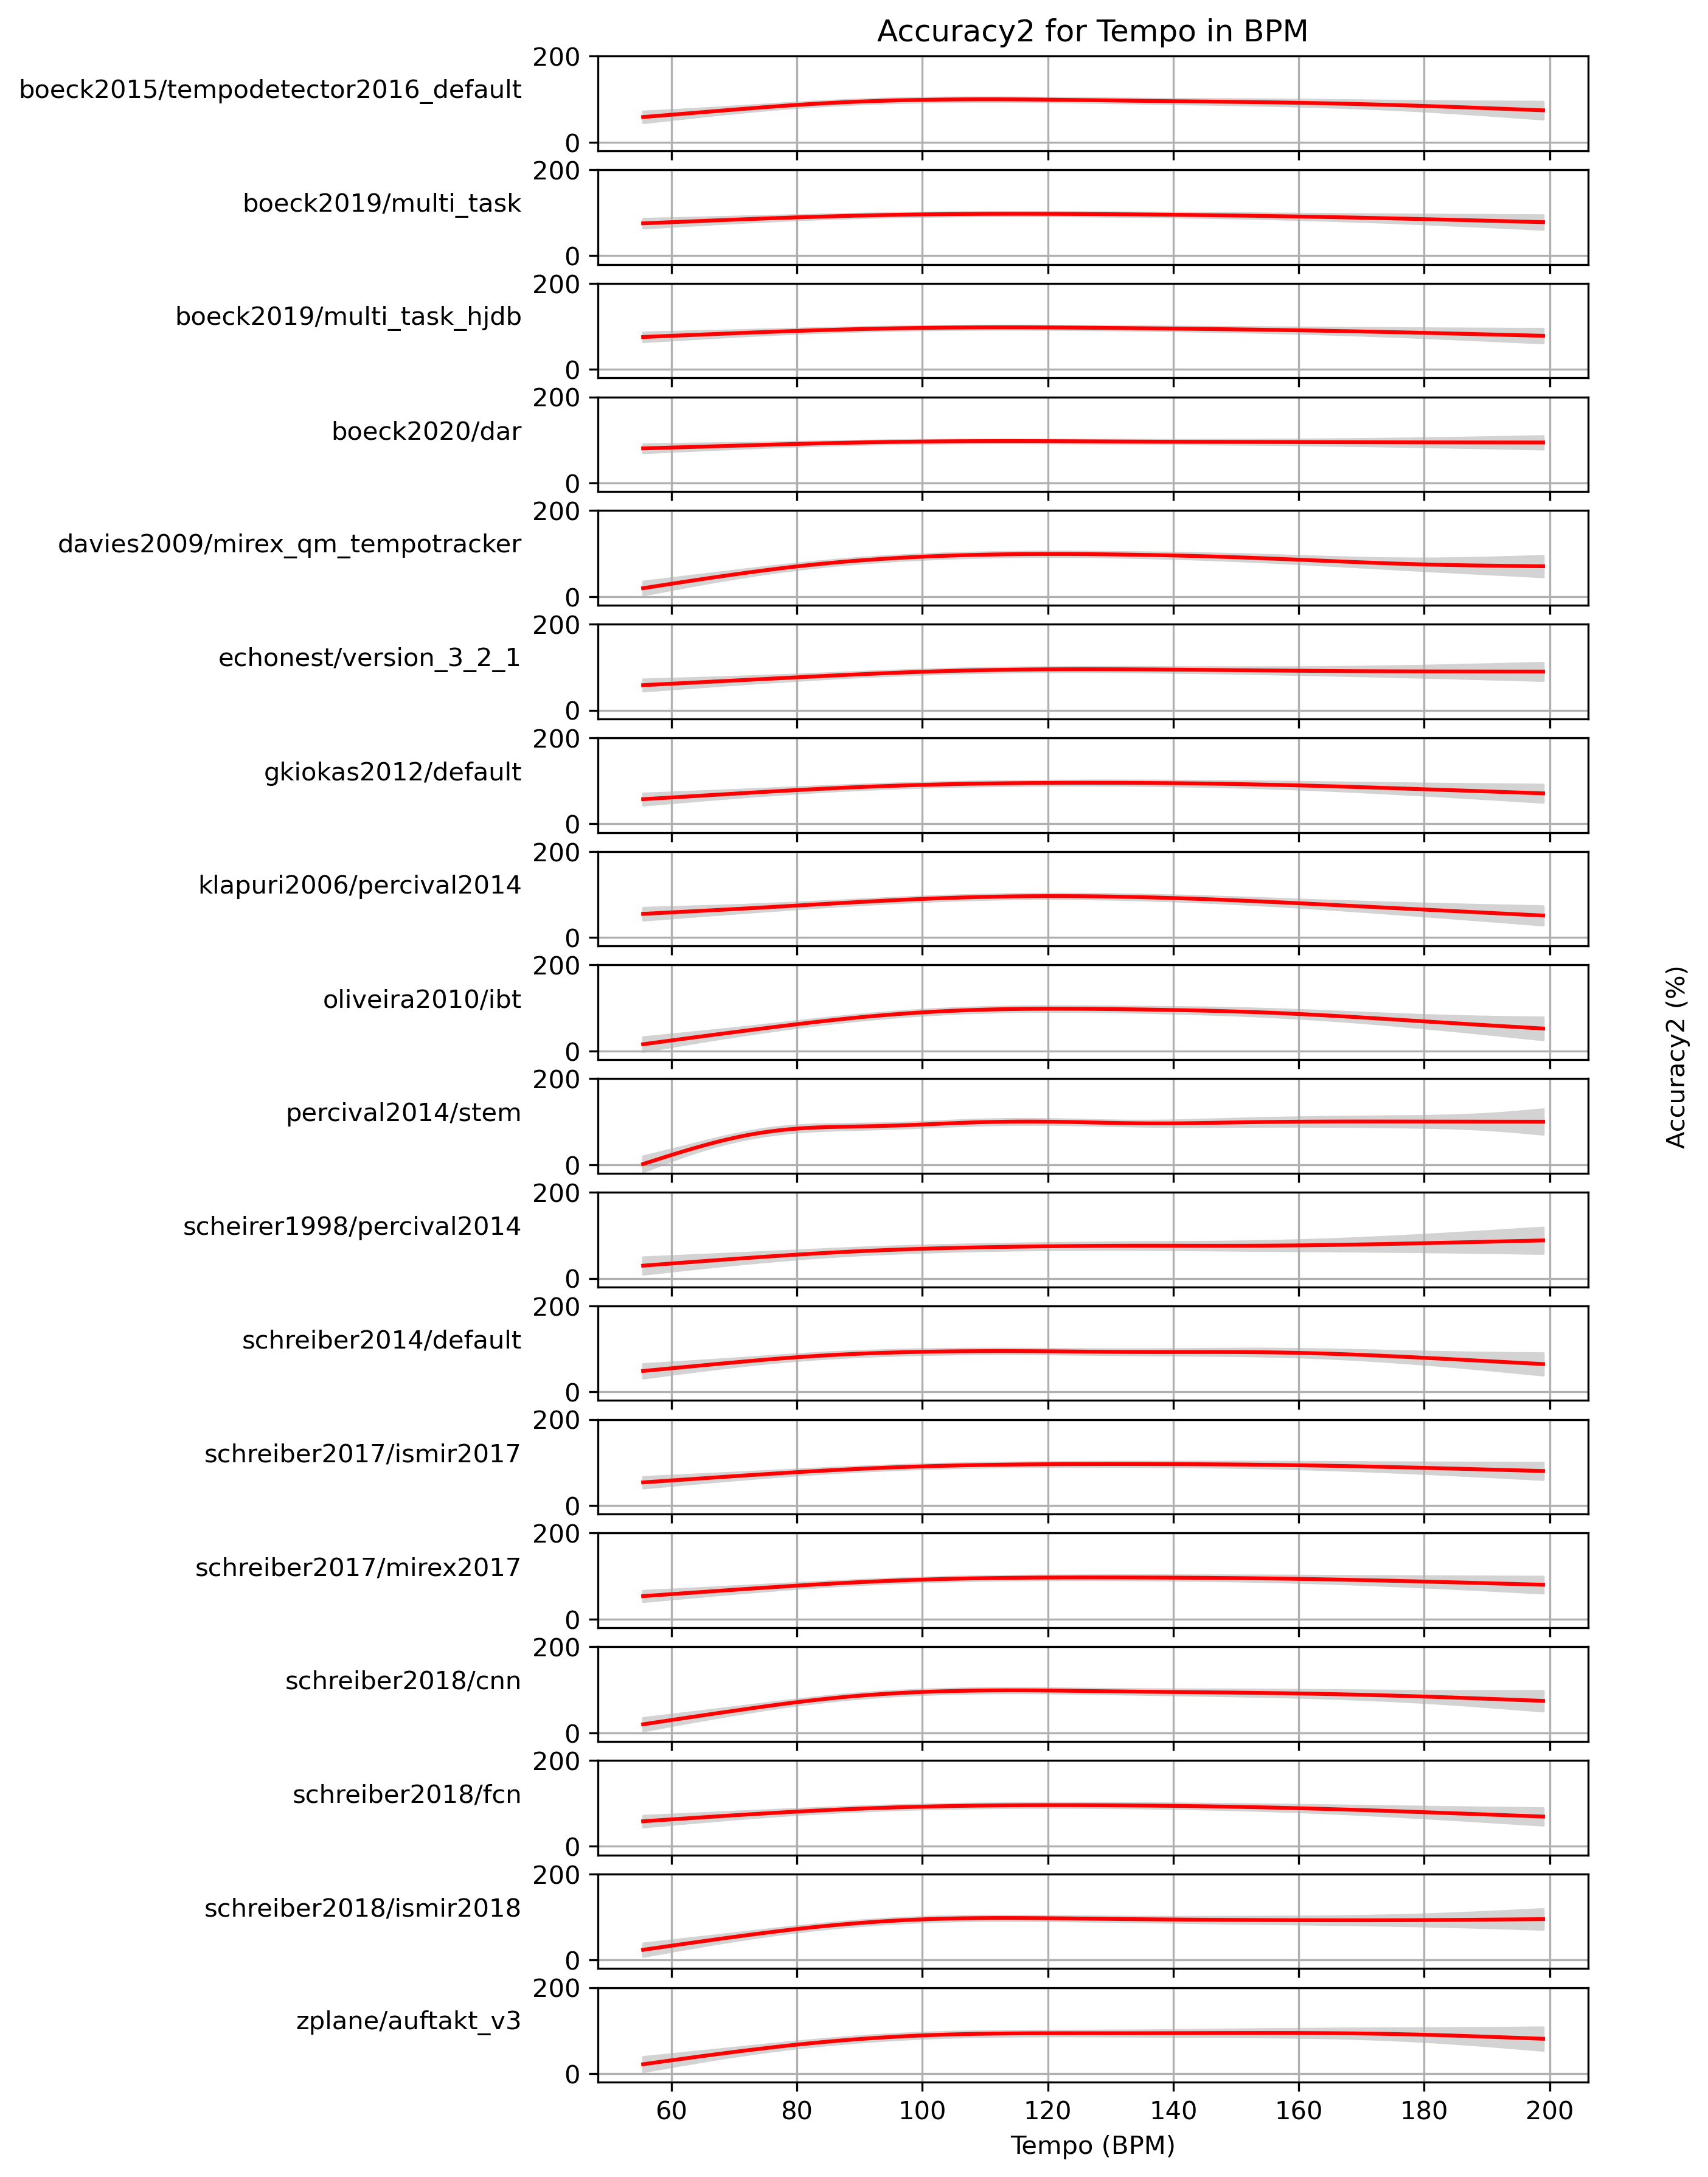 Accuracy2 for Tempo in BPM
200
boeck2015/tempodetector2016_default
0
200
boeck2019/multi_task
0
200
boeck2019/multi_task_hjdb
0
200
boeck2020/dar
0
200
davies2009/mirex_qm_tempotracker
0
200
echonest/version_3_2_1
0
200
gkiokas2012/default
0
200
klapuri2006/percival2014
0
200
oliveira2010/ibt
0
200
percival2014/stem
0
200
scheirer1998/percival2014
0
200
schreiber2014/default
0
200
schreiber2017/ismir2017
0
200
schreiber2017/mirex2017
0
200
schreiber2018/cnn
0
200
schreiber2018/fcn
0
200
schreiber2018/ismir2018
0
200
zplane/auftakt_v3
0
60 80 100 120 140 160 180 200
Tempo (BPM)
Accuracy2 (%)